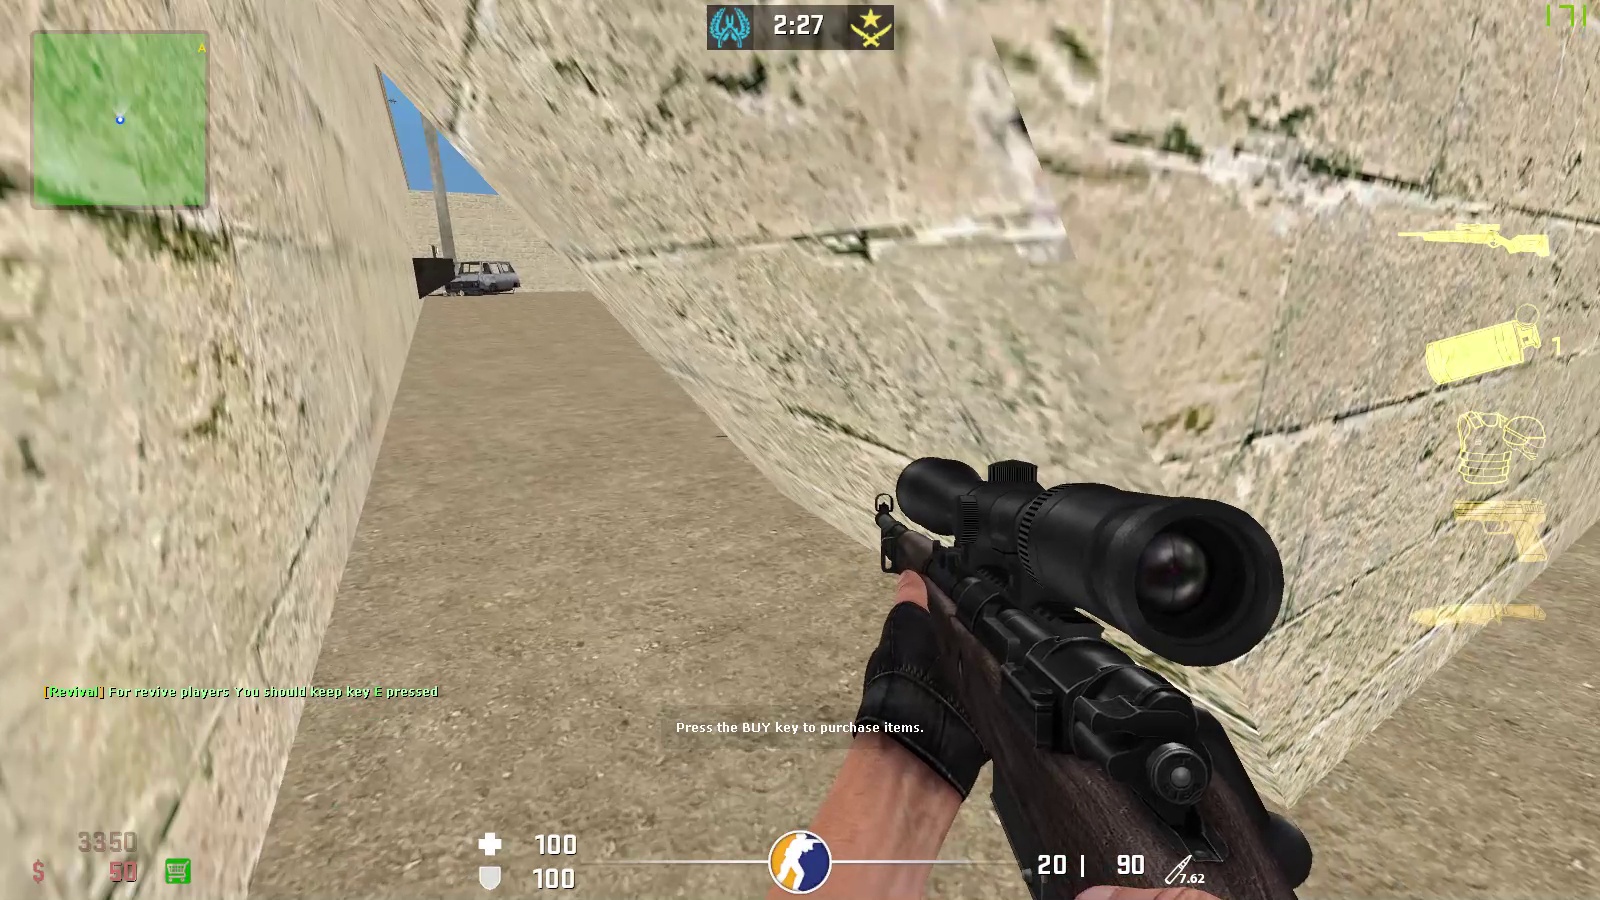 2:27
171
A
1
[Revival] For revive players You should keep key E pressed
Press the BUY key to purchase items.
3350
$ 50
100
100
20 | 90
7.62